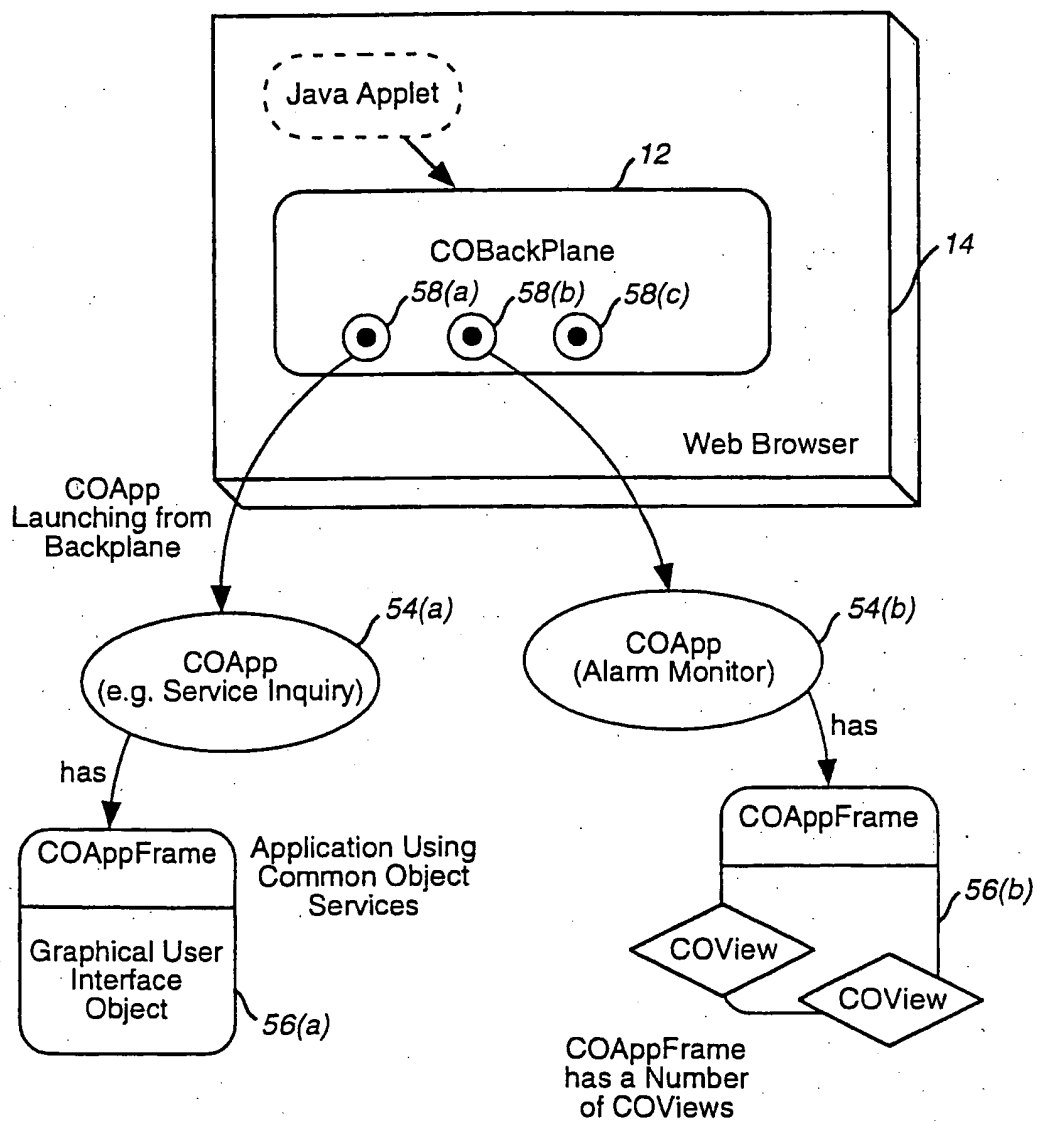 Java Applet
12
COBackPlane
14
58(a)
58(b)
58(c)
Web Browser
COApp
Launching from
Backplane
54(a)
COApp
(e.g. Service Inquiry)
54(b)
COApp
(Alarm Monitor)
has
has
COAppFrame
Graphical User
Interface
Object
56(a)
Application Using
Common Object
Services
COAppFrame
56(b)
COView
COView
COAppFrame
has a Number
of COViews